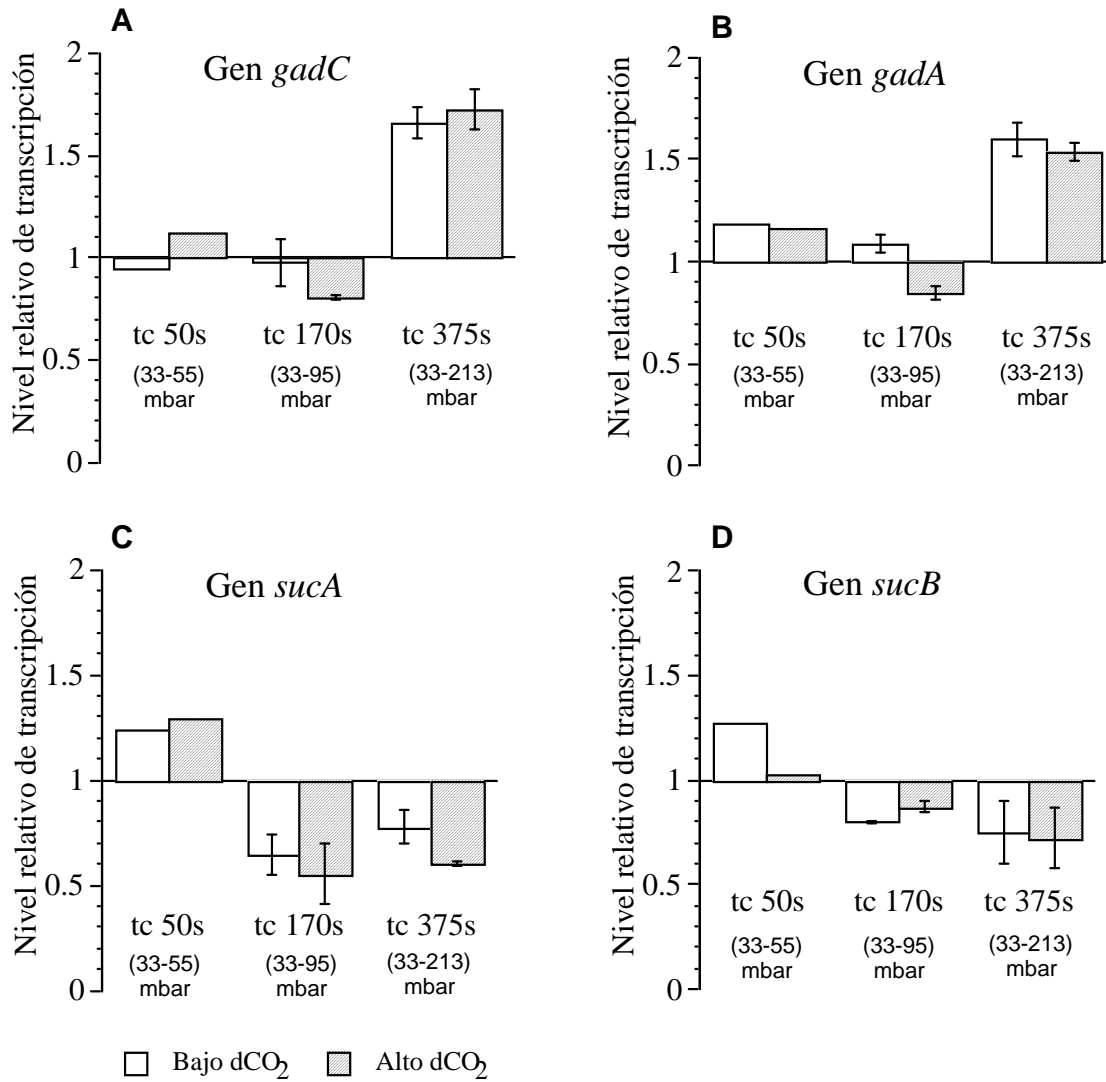 A
Gen gadC
Nivel relativo de transcripción
2
1.5
1
0.5
0
tc 50s tc 170s tc 375s
(33-55) (33-95) (33-213)
mbar mbar mbar
B
Gen gadA
Nivel relativo de transcripción
2
1.5
1
0.5
0
tc 50s tc 170s tc 375s
(33-55) (33-95) (33-213)
mbar mbar mbar
C
Gen sucA
Nivel relativo de transcripción
2
1.5
1
0.5
0
tc 50s tc 170s tc 375s
(33-55) (33-95) (33-213)
mbar mbar mbar
D
Gen sucB
Nivel relativo de transcripción
2
1.5
1
0.5
0
tc 50s tc 170s tc 375s
(33-55) (33-95) (33-213)
mbar mbar mbar
Bajo dCO₂ Alto dCO₂